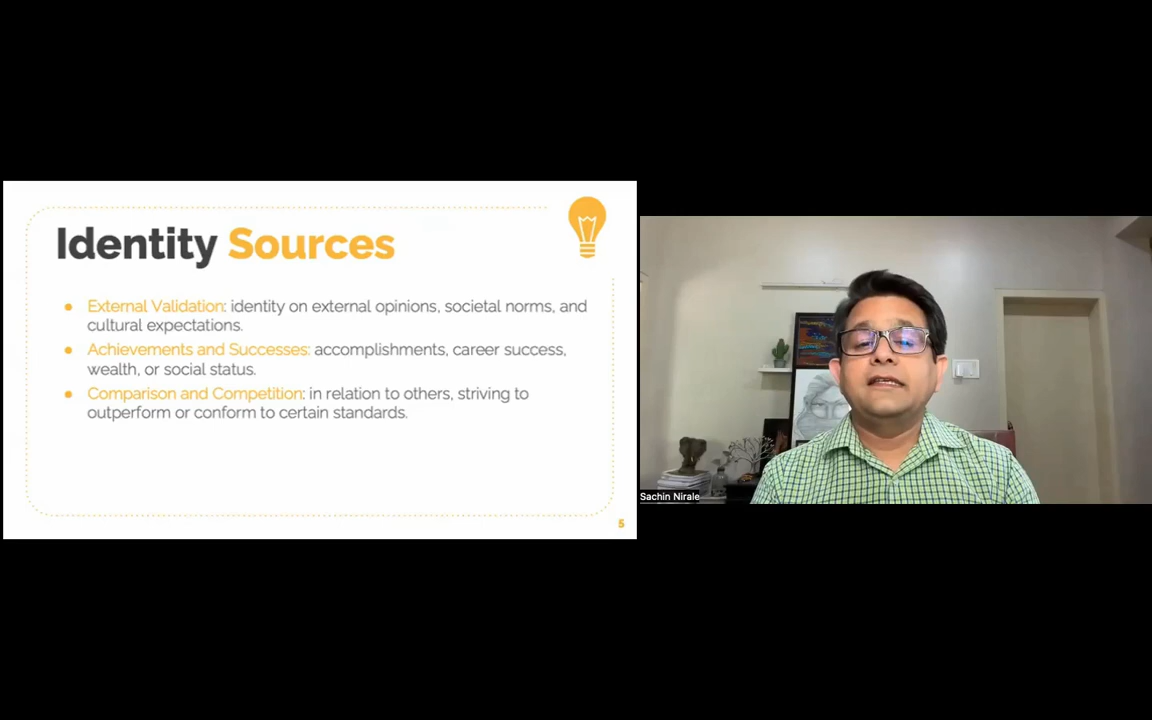 Identity Sources
● External Validation: identity on external opinions, societal norms, and
cultural expectations.
● Achievements and Successes: accomplishments, career success,
wealth, or social status.
● Comparison and Competition: in relation to others, striving to
outperform or conform to certain standards.
5
Sachin Nirale